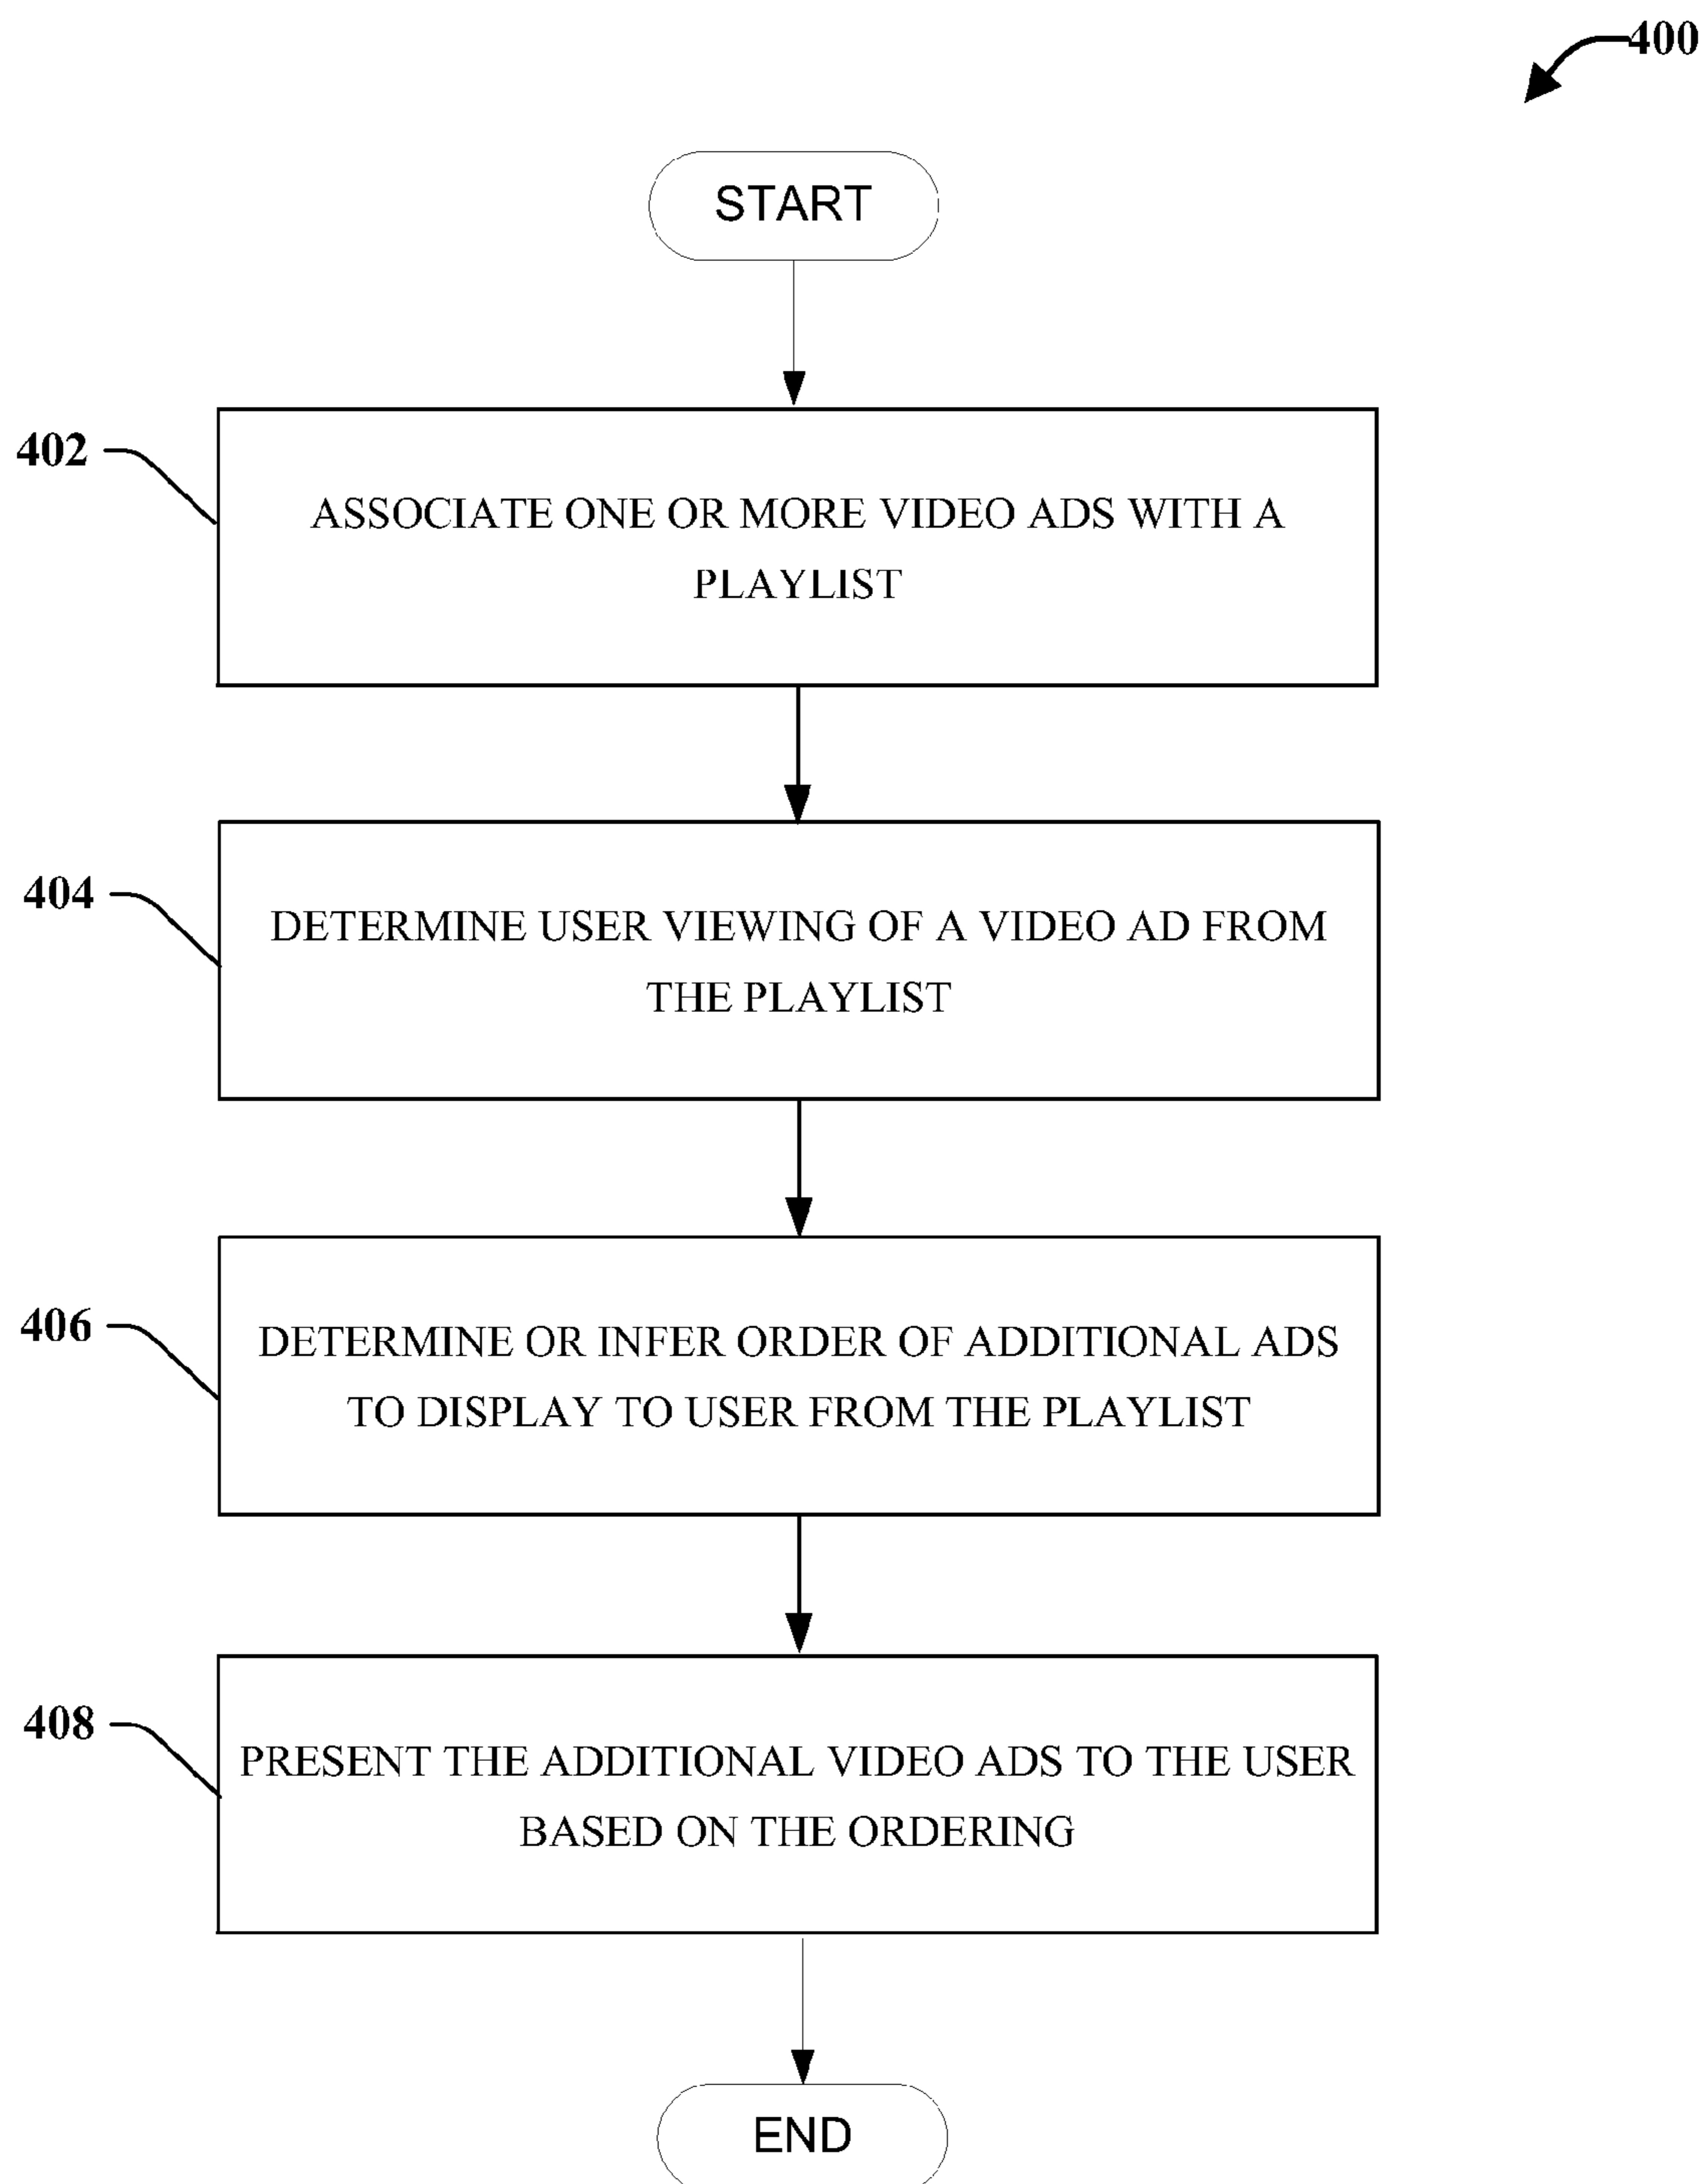 400
START
402
ASSOCIATE ONE OR MORE VIDEO ADS WITH A
PLAYLIST
404
DETERMINE USER VIEWING OF A VIDEO AD FROM
THE PLAYLIST
406
DETERMINE OR INFER ORDER OF ADDITIONAL ADS
TO DISPLAY TO USER FROM THE PLAYLIST
408
PRESENT THE ADDITIONAL VIDEO ADS TO THE USER
BASED ON THE ORDERING
END